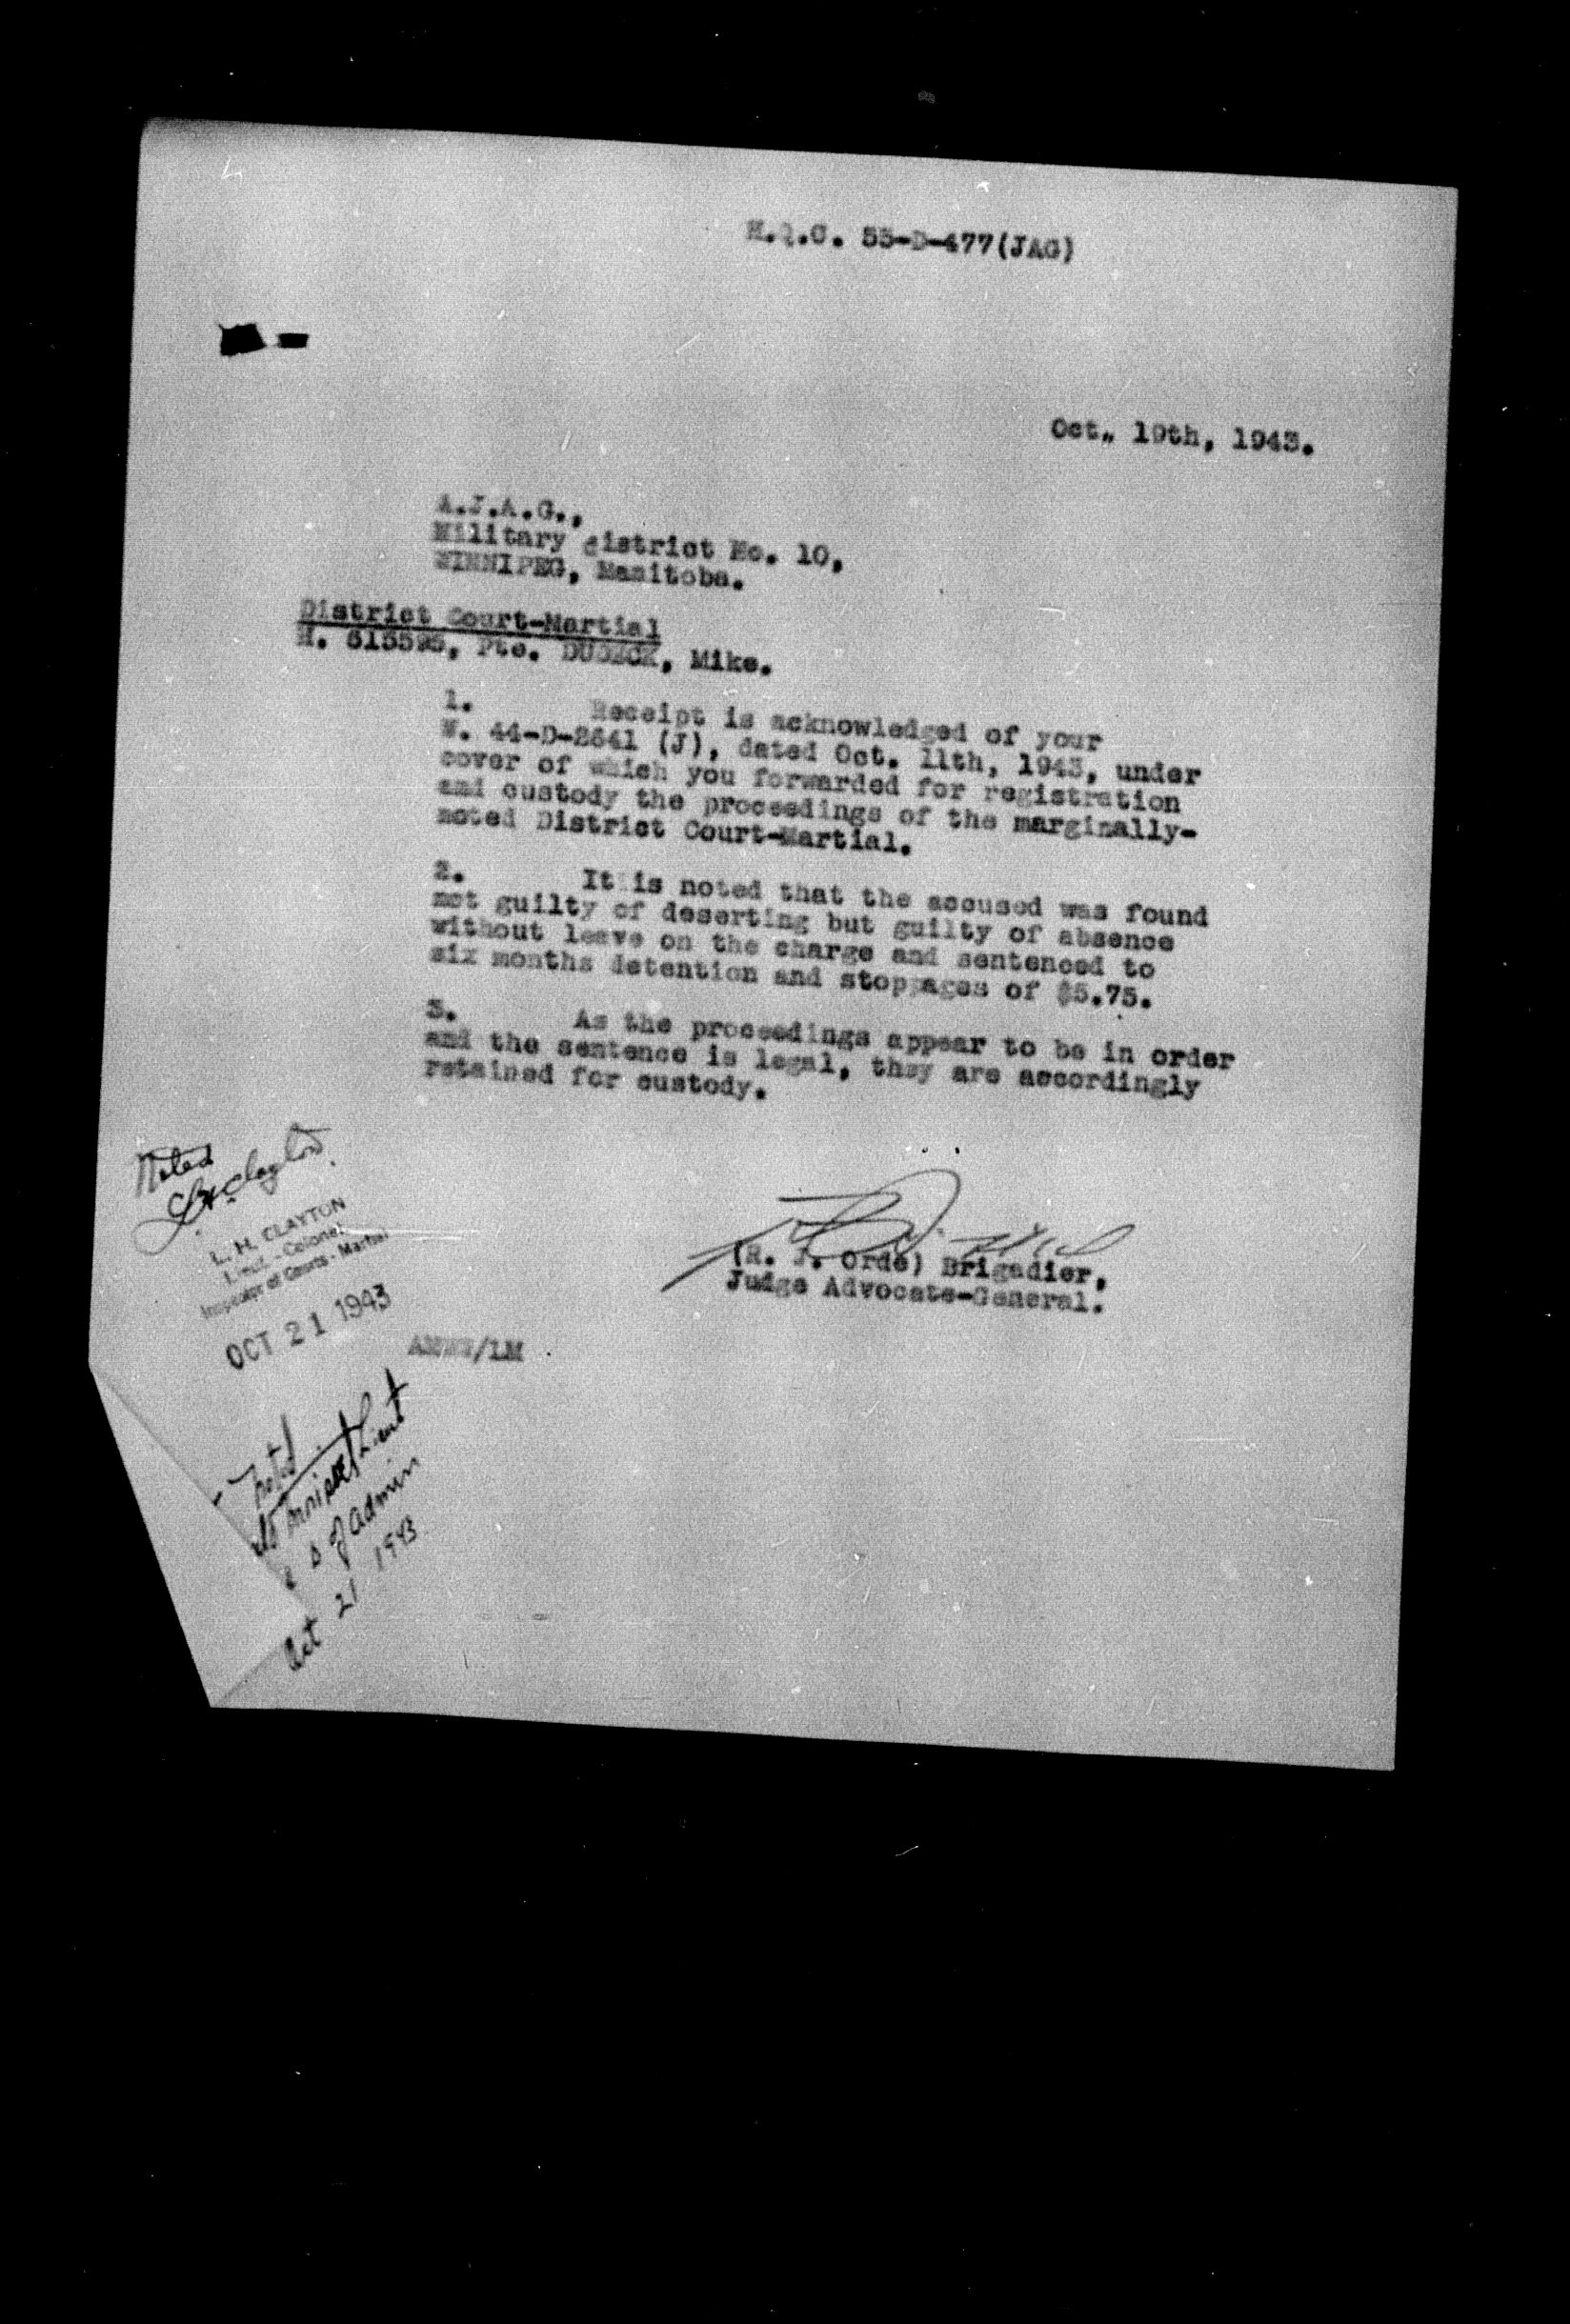 H.Q.C. 55-D-477(JAG)
Oct., 19th, 1943.
A.J.A.G.,
Military district No. 10,
WINNIPEG, Manitoba.
District Court-Martial
H. 615595, Pte. DUDECK, Mike.
1. Receipt is acknowledged of your
W. 44-D-2641 (J), dated Oct. 11th, 1943, under
cover of which you forwarded for registration
and custody the proceedings of the marginally-
noted District Court-Martial.
2. It is noted that the accused was found
not guilty of deserting but guilty of absence
without leave on the charge and sentenced to
six months detention and stoppages of $5.75.
3. As the proceedings appear to be in order
and the sentence is legal, they are accordingly
retained for custody.
Noted
L.H. Clayton
L. H. CLAYTON
Lieut. - Colonel
Inspector of Courts - Martial
OCT 21 1943
(R. J. Orde) Brigadier,
Judge Advocate-General.
/LM
noted
Lieut
of Admin
Oct 21 1943